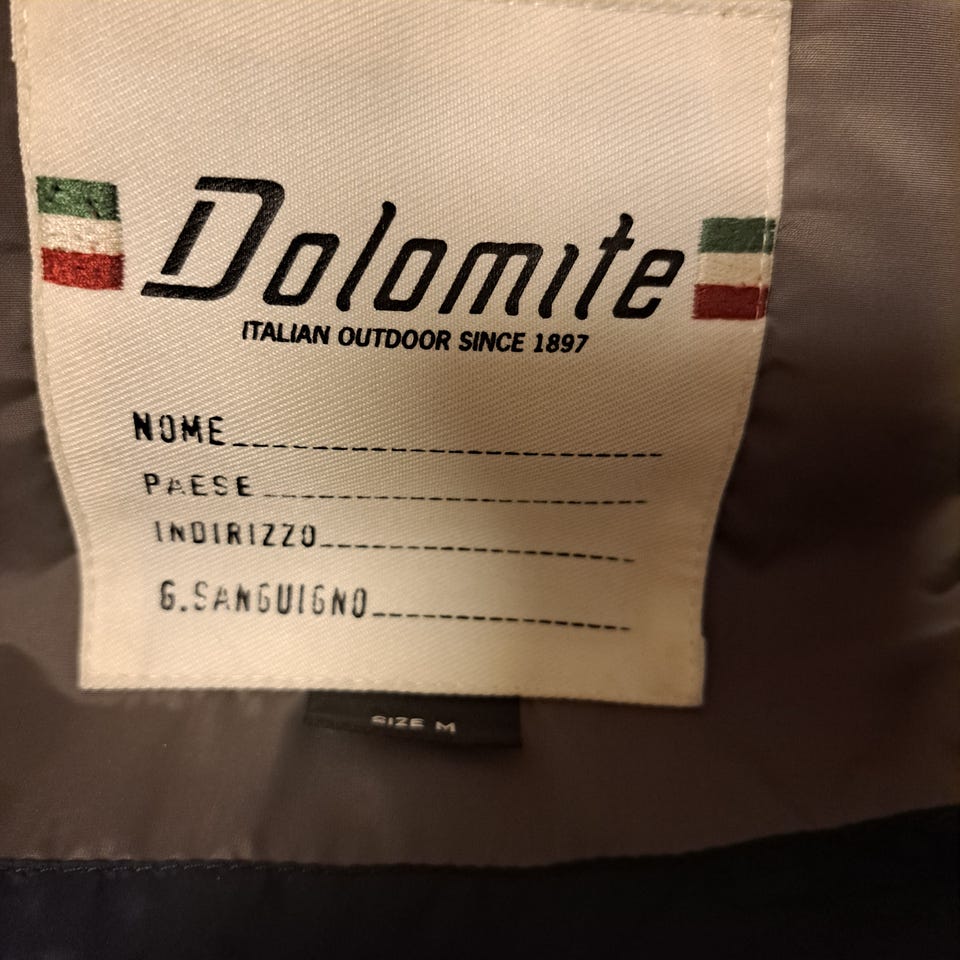 Dolomite
ITALIAN OUTDOOR SINCE 1897
NOME
PAESE
INDIRIZZO
G.SANGUIGNO
SIZE M